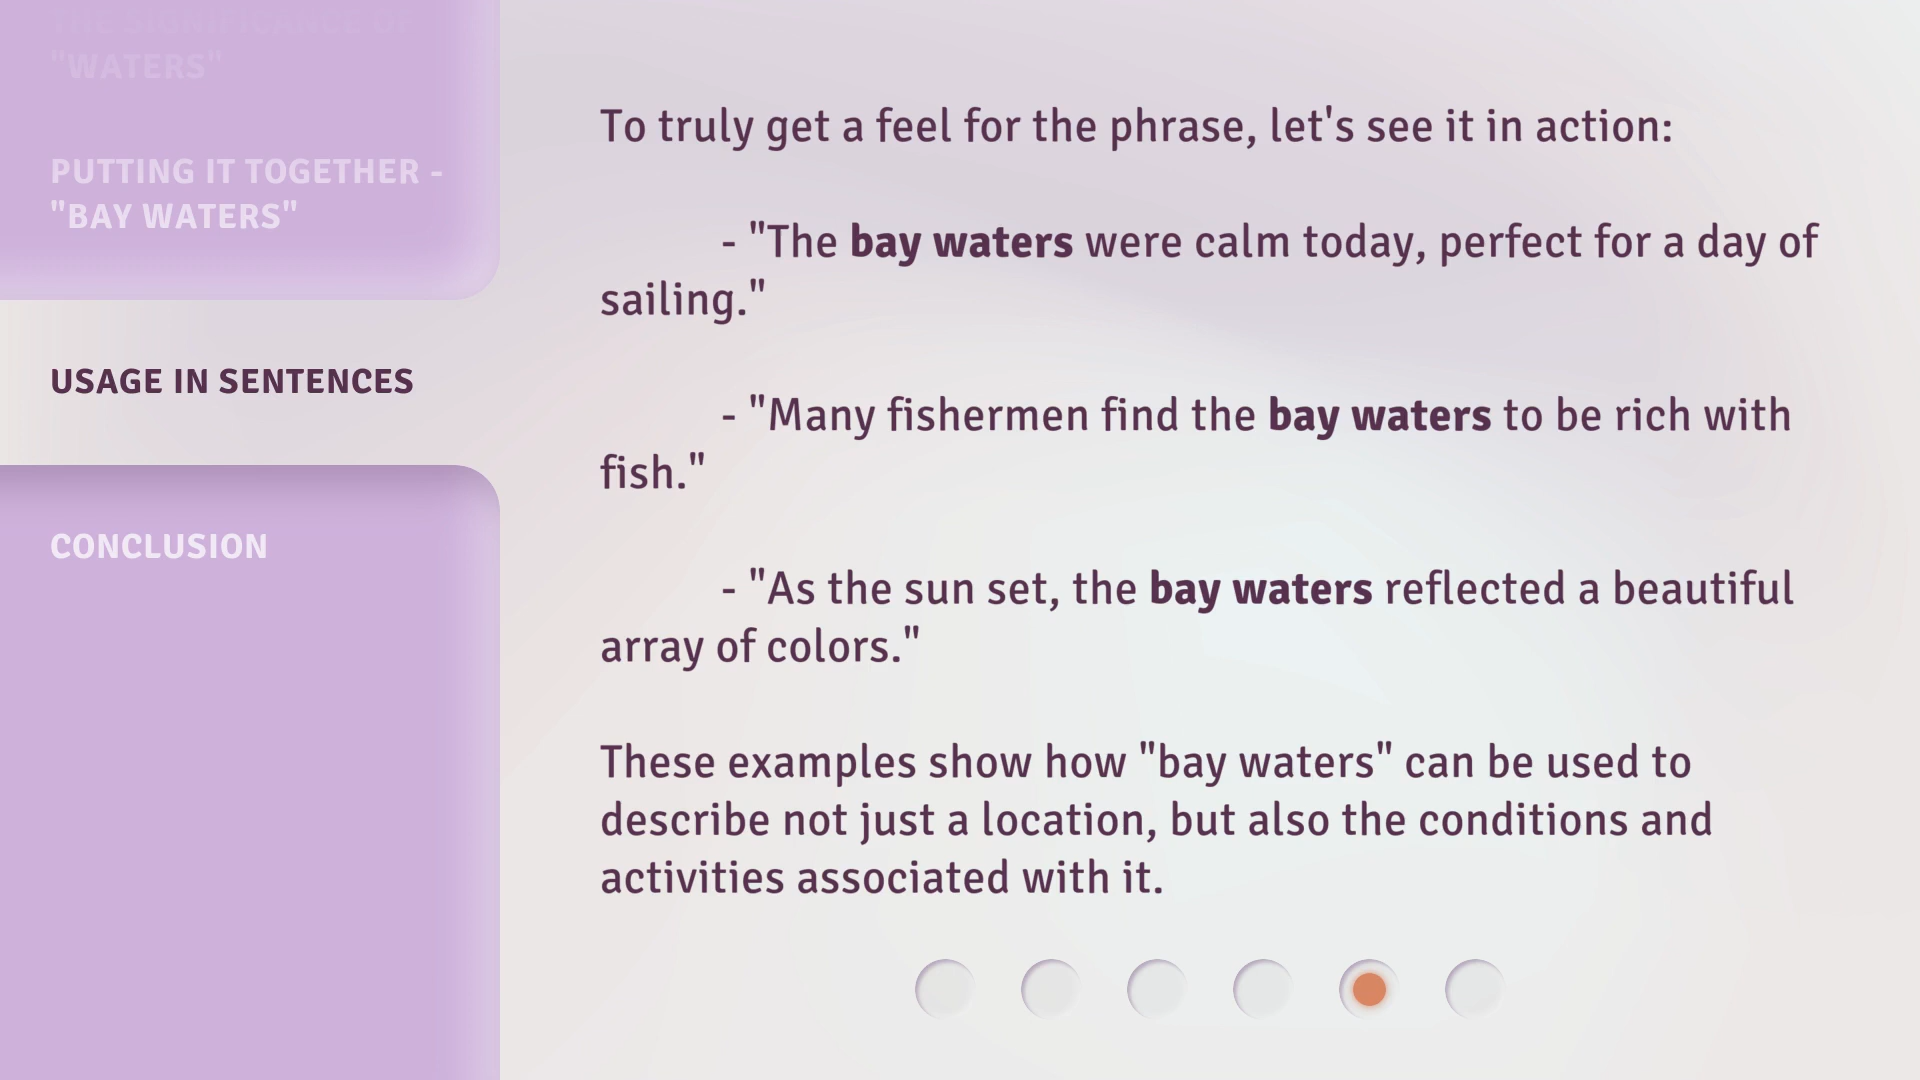 THE SIGNIFICANCE OF
"WATERS"
PUTTING IT TOGETHER -
"BAY WATERS"
USAGE IN SENTENCES
CONCLUSION
To truly get a feel for the phrase, let's see it in action:
- "The bay waters were calm today, perfect for a day of
sailing."
- "Many fishermen find the bay waters to be rich with
fish."
- "As the sun set, the bay waters reflected a beautiful
array of colors."
These examples show how "bay waters" can be used to
describe not just a location, but also the conditions and
activities associated with it.